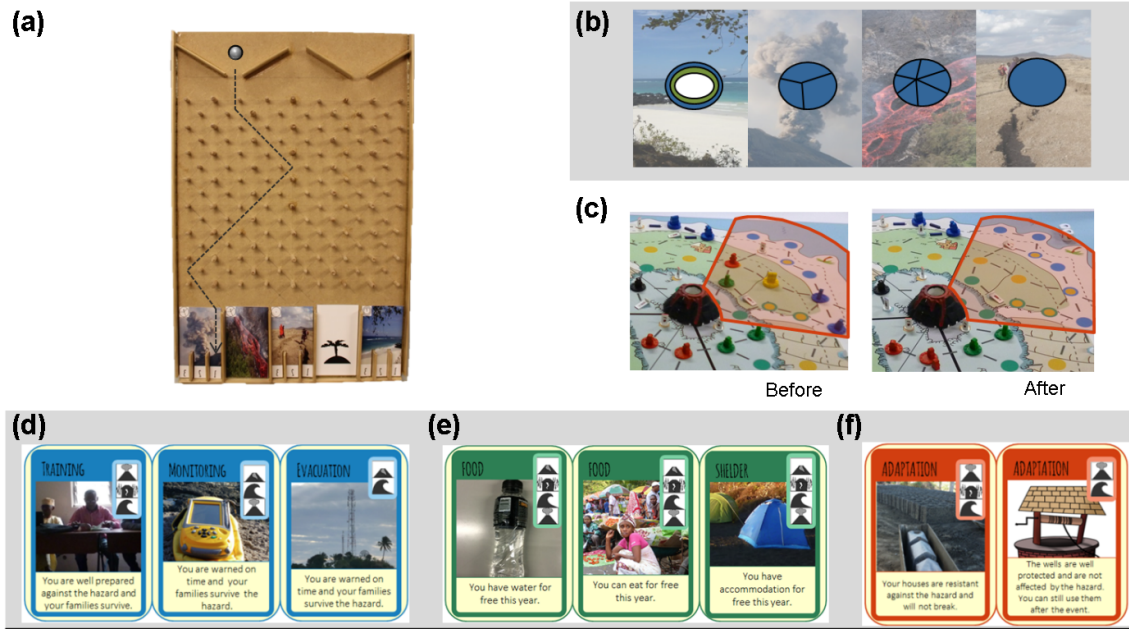 (a)
(b)
(c)
Before
After
(d)
TRAINING
You are well prepared
against the hazard and
your families survive.
MONITORING
You are warned on
time and your
families survive the
hazard.
EVACUATION
You are warned on
time and your families
survive the hazard.
(e)
FOOD
You have water for
free this year.
FOOD
You can eat for free
this year.
SHELDER
You have
accommodation for
free this year.
(f)
ADAPTATION
Your houses are resistant
against the hazard and
will not break.
ADAPTATION
The wells are well
protected and are not
affected by the hazard.
You can still use them
after the event.